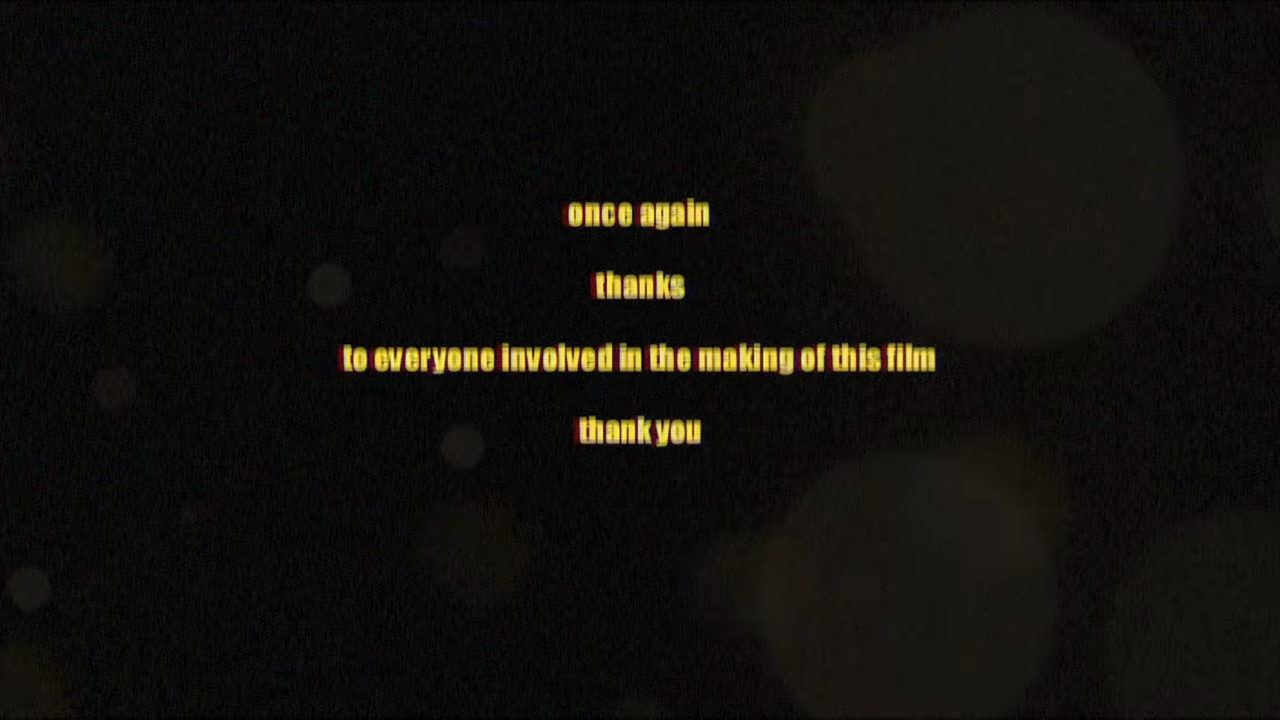 once again
thanks
to everyone involved in the making of this film
thank you